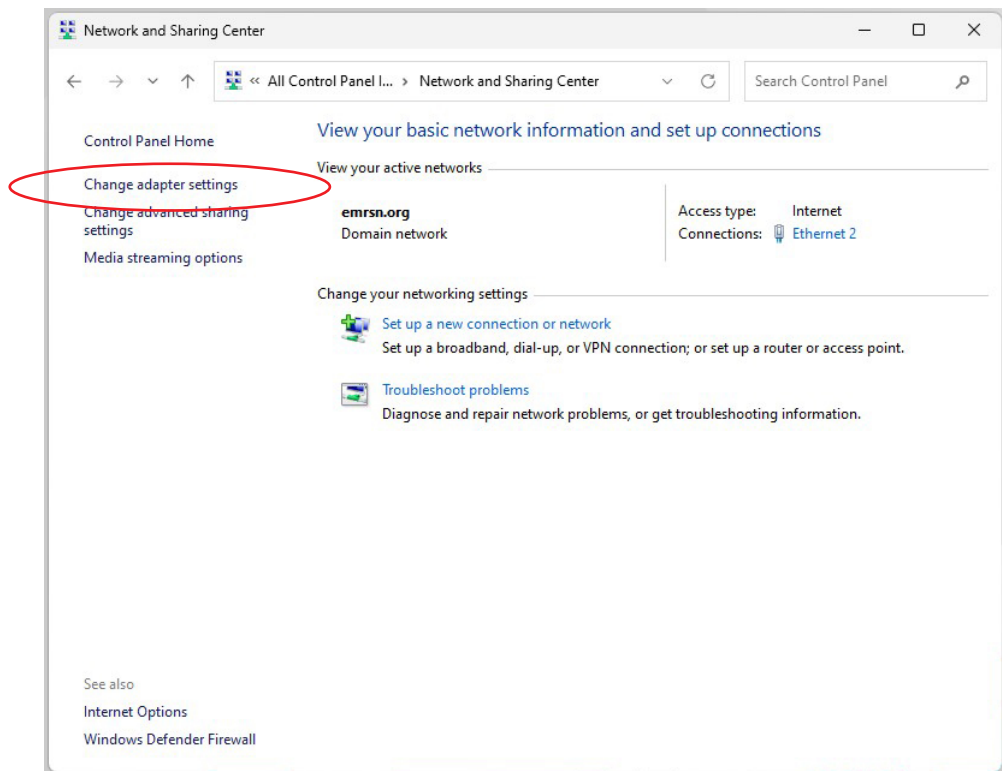 Network and Sharing Center
« All Control Panel I... › Network and Sharing Center
Search Control Panel
Control Panel Home
Change adapter settings
Change advanced sharing
settings
Media streaming options
View your basic network information and set up connections
View your active networks
emrsn.org
Domain network
Access type: Internet
Connections: Ethernet 2
Change your networking settings
Set up a new connection or network
Set up a broadband, dial-up, or VPN connection; or set up a router or access point.
Troubleshoot problems
Diagnose and repair network problems, or get troubleshooting information.
See also
Internet Options
Windows Defender Firewall